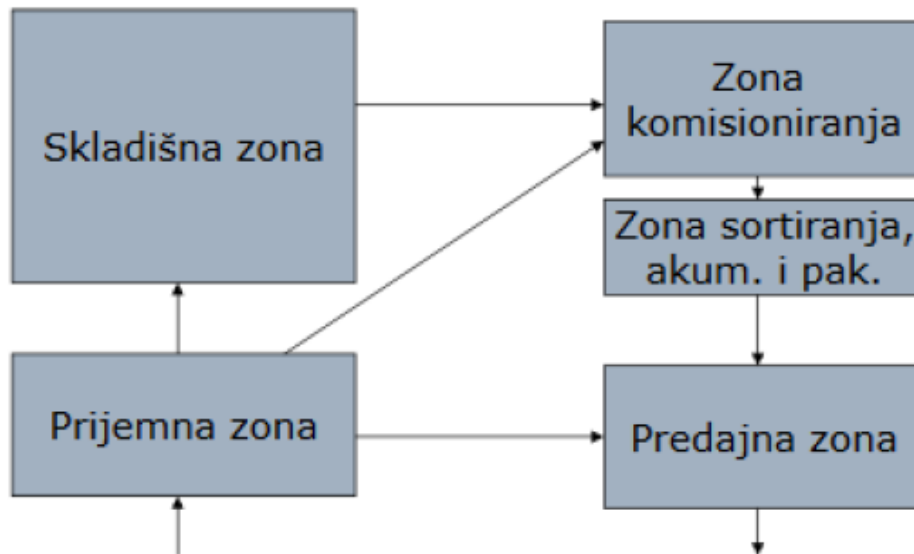 Skladišna zona
Zona
komisioniranja
Zona sortiranja,
akum. i pak.
Prijemna zona
Predajna zona